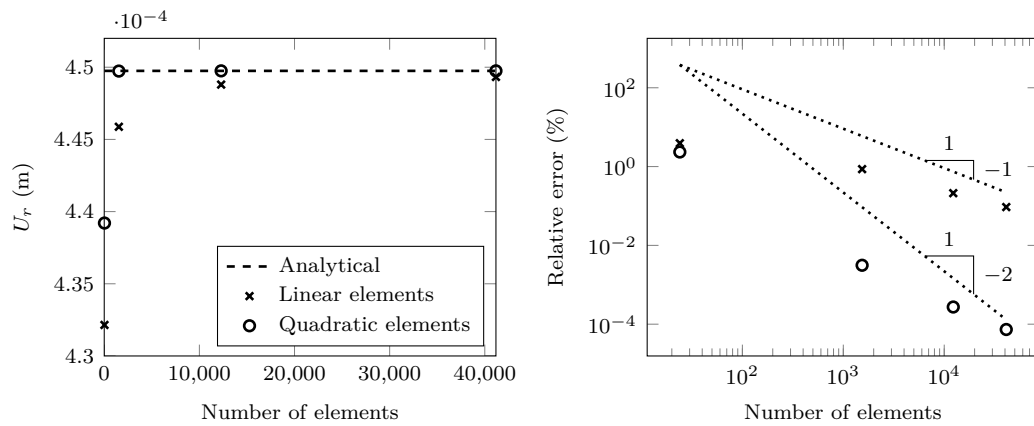 ·10⁻⁴
4.5
4.45
4.4
4.35
4.3
U_r (m)
Analytical
Linear elements
Quadratic elements
0 10,000 20,000 30,000 40,000
Number of elements
10²
10⁰
10⁻²
10⁻⁴
Relative error (%)
1
−1
1
−2
10² 10³ 10⁴
Number of elements